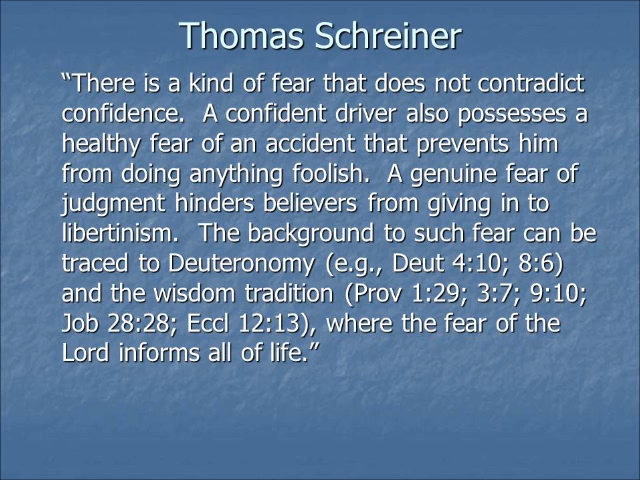 Thomas Schreiner
“There is a kind of fear that does not contradict
confidence.  A confident driver also possesses a
healthy fear of an accident that prevents him
from doing anything foolish.  A genuine fear of
judgment hinders believers from giving in to
libertinism.  The background to such fear can be
traced to Deuteronomy (e.g., Deut 4:10; 8:6)
and the wisdom tradition (Prov 1:29; 3:7; 9:10;
Job 28:28; Eccl 12:13), where the fear of the
Lord informs all of life.”